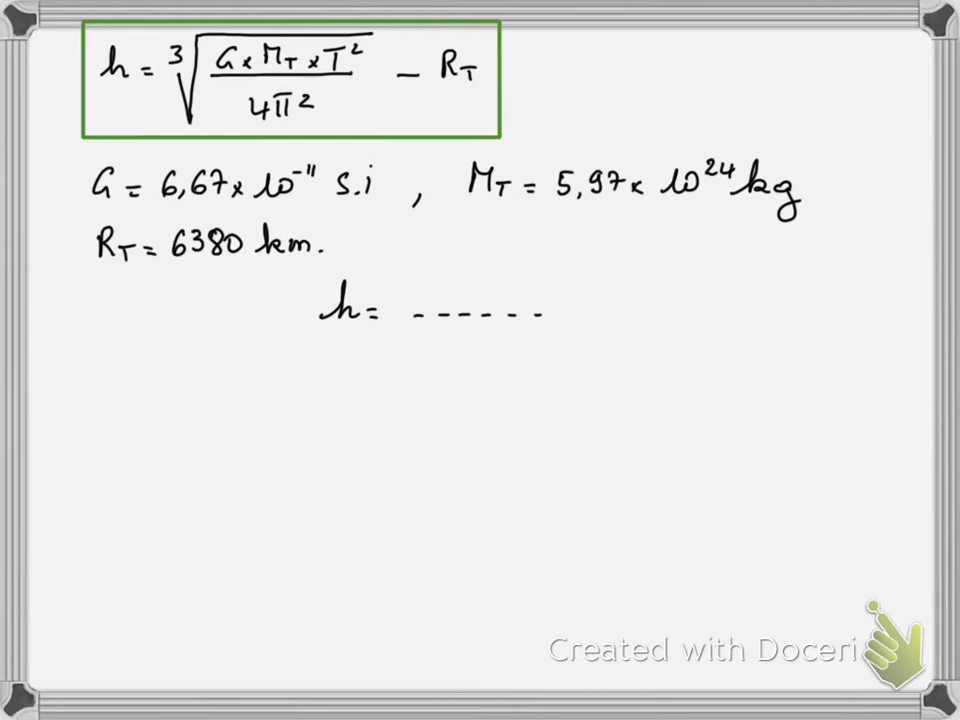 h = ³√(G × M_T × T² / 4π²) – R_T
G = 6,67 × 10⁻¹¹ s.i , M_T = 5,97 × 10²⁴ kg
R_T = 6380 km.
h = ------
Created with Doceri